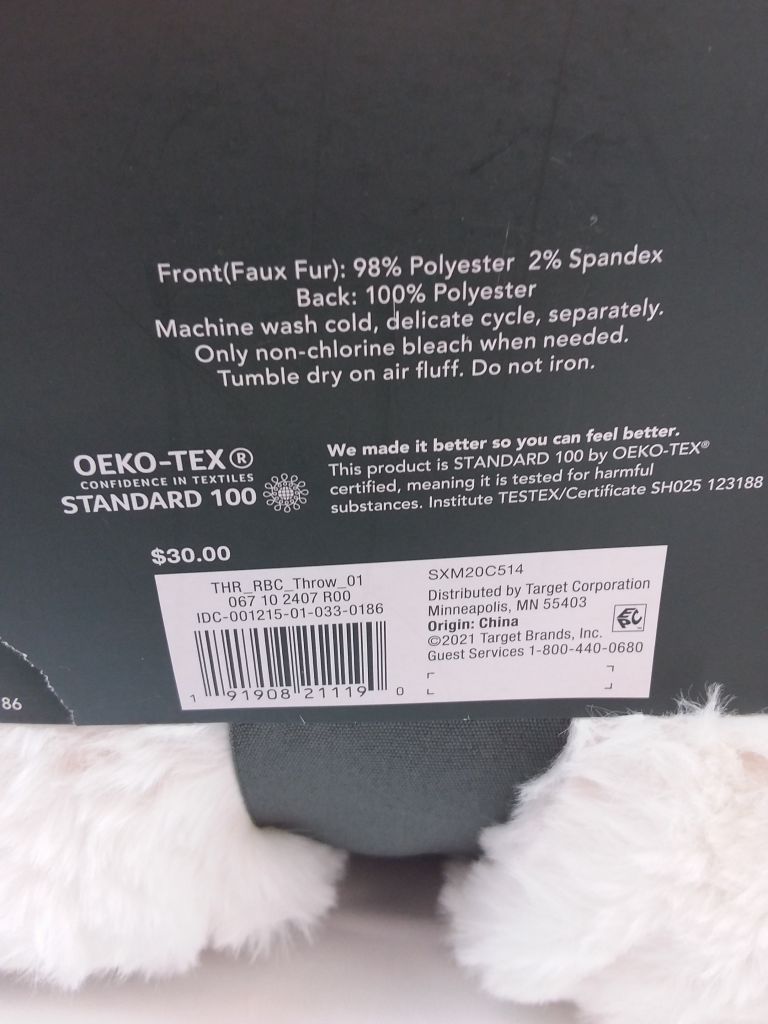 Front(Faux Fur): 98% Polyester 2% Spandex
Back: 100% Polyester
Machine wash cold, delicate cycle, separately.
Only non-chlorine bleach when needed.
Tumble dry on air fluff. Do not iron.
OEKO-TEX®
CONFIDENCE IN TEXTILES
STANDARD 100
We made it better so you can feel better.
This product is STANDARD 100 by OEKO-TEX®
certified, meaning it is tested for harmful
substances. Institute TESTEX/Certificate SH025 123188
$30.00
THR_RBC_Throw_01
067 10 2407 R00
IDC-001215-01-033-0186
1 91908 21119 0
SXM20C514
Distributed by Target Corporation
Minneapolis, MN 55403
Origin: China
©2021 Target Brands, Inc.
Guest Services 1-800-440-0680
EPC
86